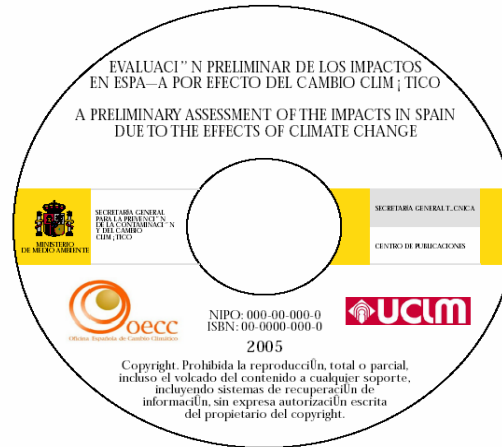 EVALUACI¨N PRELIMINAR DE LOS IMPACTOS
EN ESPA—A POR EFECTO DEL CAMBIO CLIM¡TICO
A PRELIMINARY ASSESSMENT OF THE IMPACTS IN SPAIN
DUE TO THE EFFECTS OF CLIMATE CHANGE
MINISTERIO
DE MEDIO AMBIENTE
SECRETARÍA GENERAL
PARA LA PREVENCI¨N
DE LA CONTAMINACI¨N
Y DEL CAMBIO
CLIM¡TICO
SECRETARÍA GENERAL T…CNICA
CENTRO DE PUBLICACIONES
oecc
Oficina Española de Cambio Climático
NIPO: 000-00-000-0
ISBN: 00-0000-000-0
UCLM
2005
Copyright. Prohibida la reproducciÛn, total o parcial,
incluso el volcado del contenido a cualquier soporte,
incluyendo sistemas de recuperaciÛn de
informaciÛn, sin expresa autorizaciÛn escrita
del propietario del copyright.